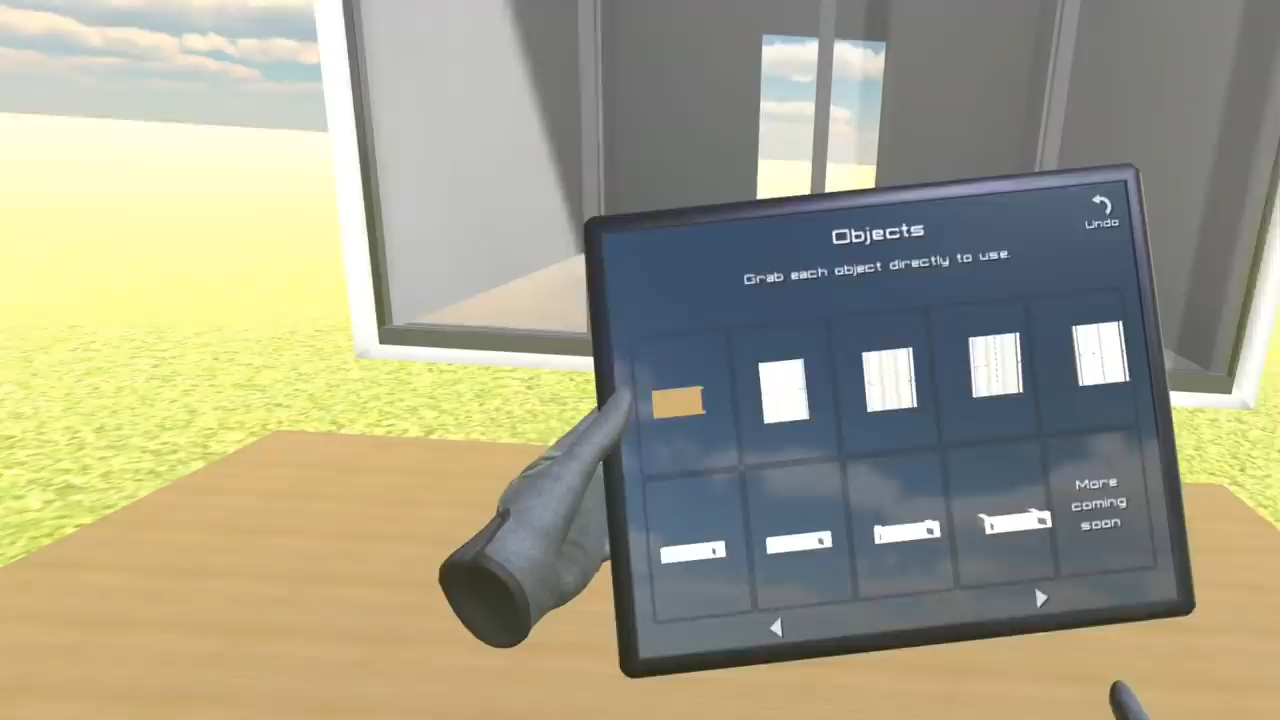 Undo
Objects
Grab each object directly to use.
More
coming
soon